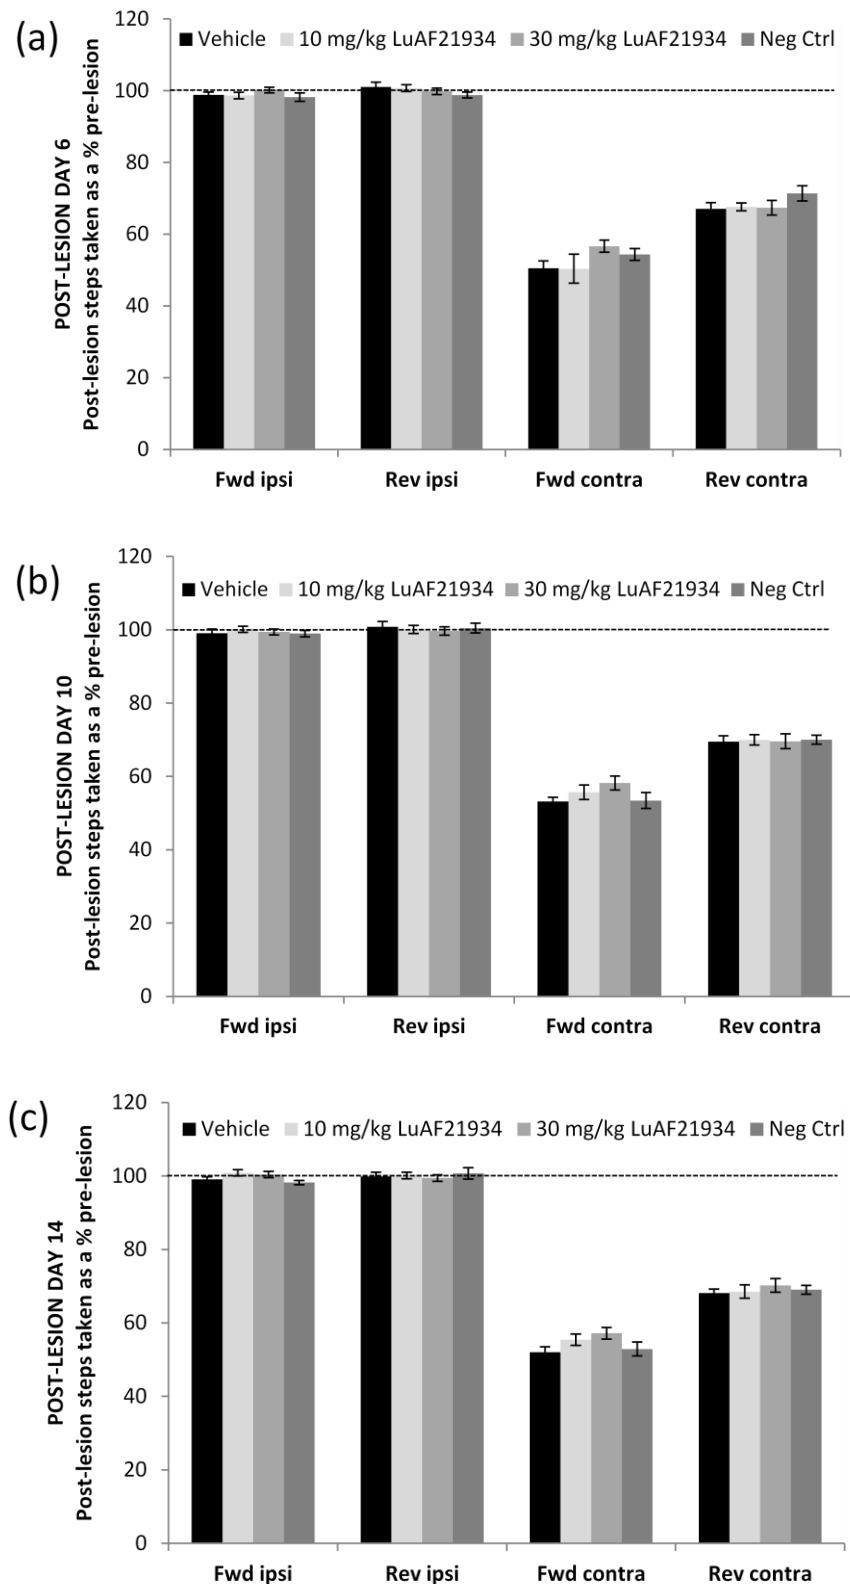 (a)
POST-LESION DAY 6
Post-lesion steps taken as a % pre-lesion
Vehicle 10 mg/kg LuAF21934 30 mg/kg LuAF21934 Neg Ctrl
120
100
80
60
40
20
0
Fwd ipsi Rev ipsi Fwd contra Rev contra
(b)
POST-LESION DAY 10
Post-lesion steps taken as a % pre-lesion
Vehicle 10 mg/kg LuAF21934 30 mg/kg LuAF21934 Neg Ctrl
120
100
80
60
40
20
0
Fwd ipsi Rev ipsi Fwd contra Rev contra
(c)
POST-LESION DAY 14
Post-lesion steps taken as a % pre-lesion
Vehicle 10 mg/kg LuAF21934 30 mg/kg LuAF21934 Neg Ctrl
120
100
80
60
40
20
0
Fwd ipsi Rev ipsi Fwd contra Rev contra